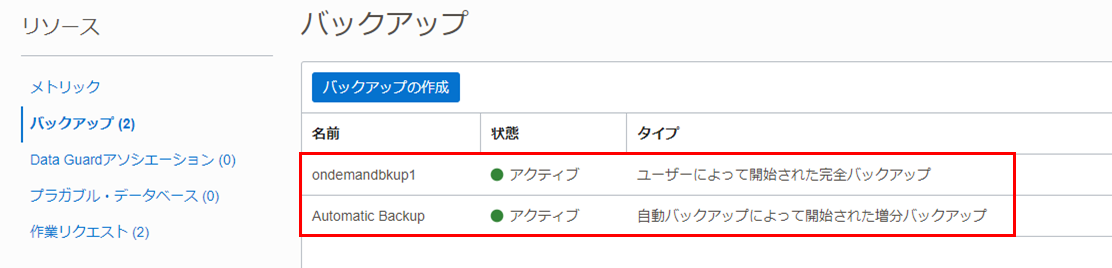 リソース
メトリック
バックアップ (2)
Data Guardアソシエーション (0)
プラガブル・データベース (0)
作業リクエスト (2)
バックアップ
バックアップの作成
名前 状態 タイプ
ondemandbkup1 アクティブ ユーザーによって開始された完全バックアップ
Automatic Backup アクティブ 自動バックアップによって開始された増分バックアップ